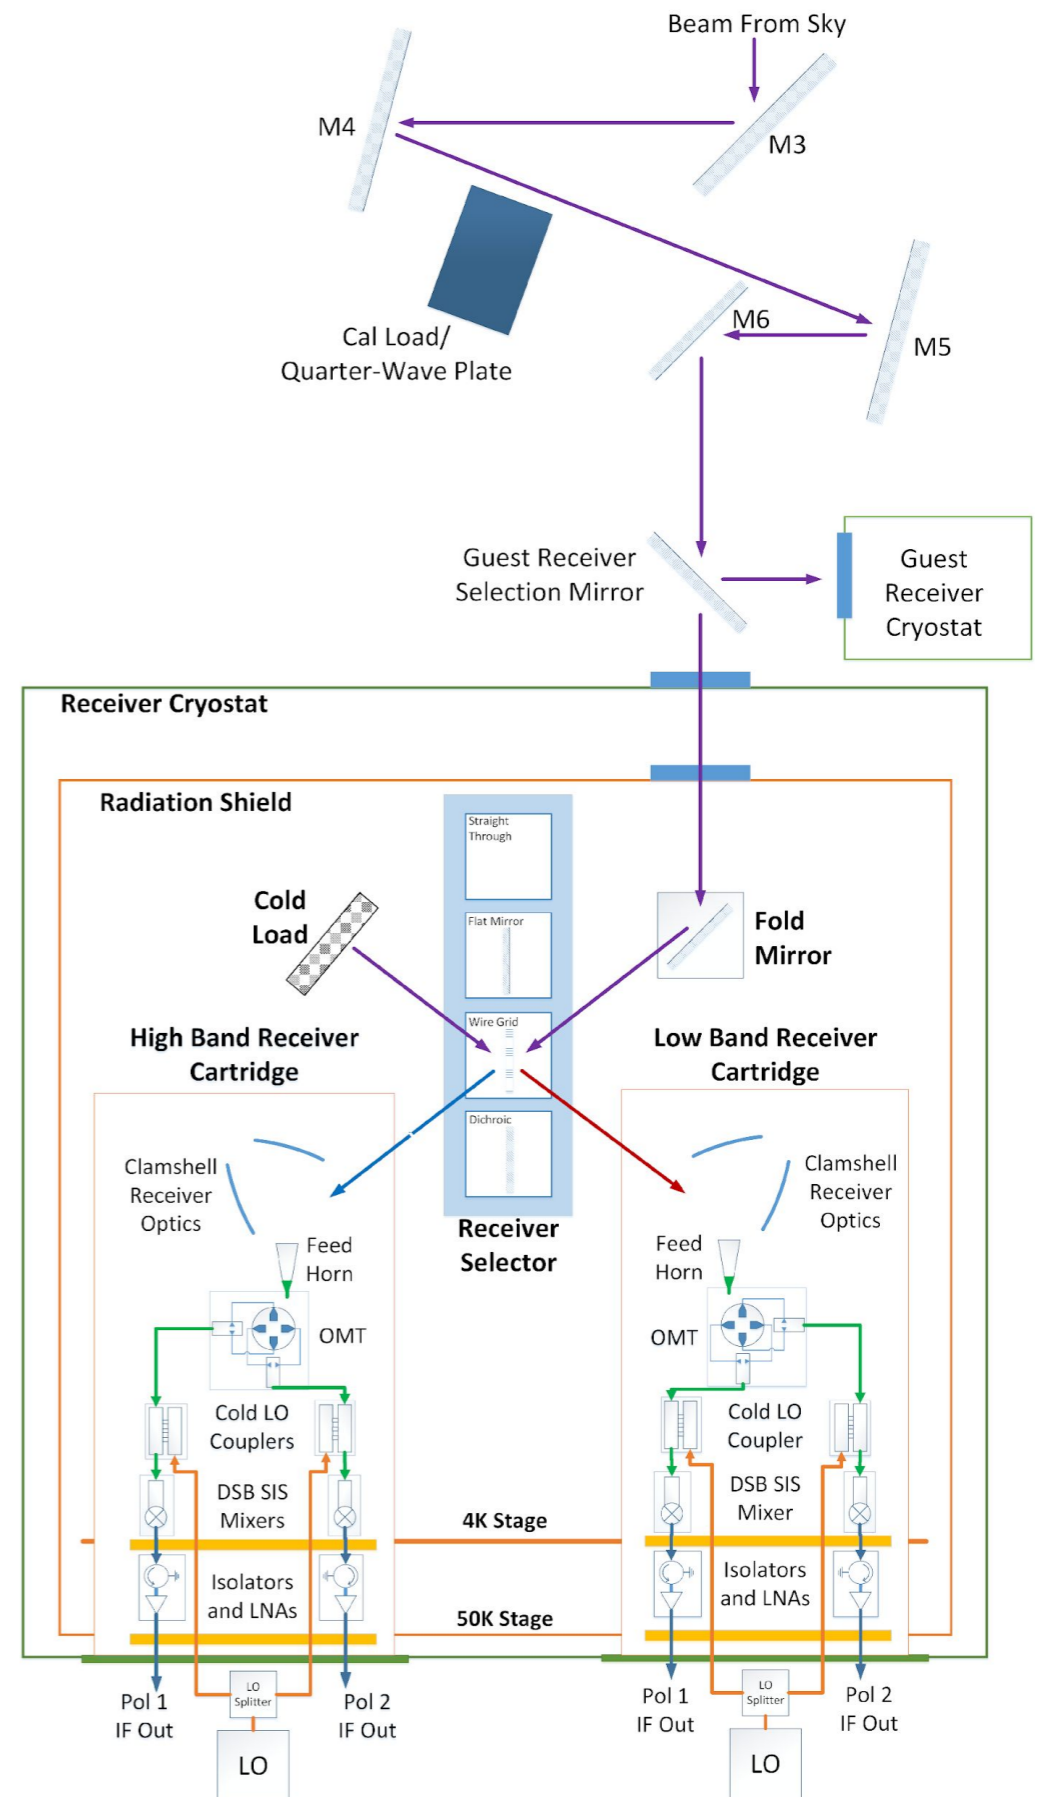 Beam From Sky
M4
M3
M6
M5
Cal Load/
Quarter-Wave Plate
Guest Receiver
Selection Mirror
Guest
Receiver
Cryostat
Receiver Cryostat
Radiation Shield
Straight
Through
Cold
Load
Flat Mirror
Fold
Mirror
Wire Grid
High Band Receiver
Cartridge
Low Band Receiver
Cartridge
Dichroic
Clamshell
Receiver
Optics
Clamshell
Receiver
Optics
Receiver
Selector
Feed
Horn
Feed
Horn
OMT
OMT
Cold LO
Couplers
Cold LO
Coupler
DSB SIS
Mixers
DSB SIS
Mixer
4K Stage
Isolators
and LNAs
Isolators
and LNAs
50K Stage
Pol 1
IF Out
LO
Splitter
Pol 2
IF Out
Pol 1
IF Out
LO
Splitter
Pol 2
IF Out
LO
LO